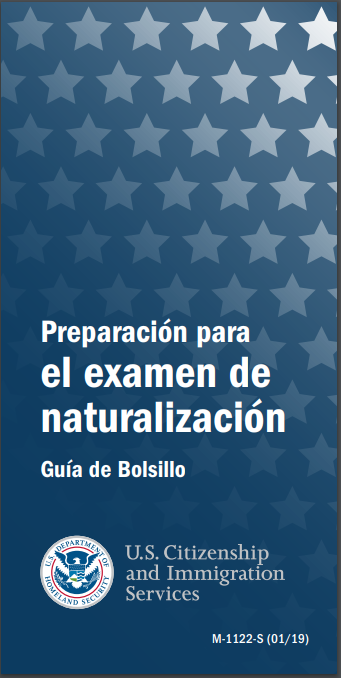 Preparación para
el examen de
naturalización
Guía de Bolsillo
U.S. DEPARTMENT OF
HOMELAND SECURITY
U.S. Citizenship
and Immigration
Services
M-1122-S (01/19)